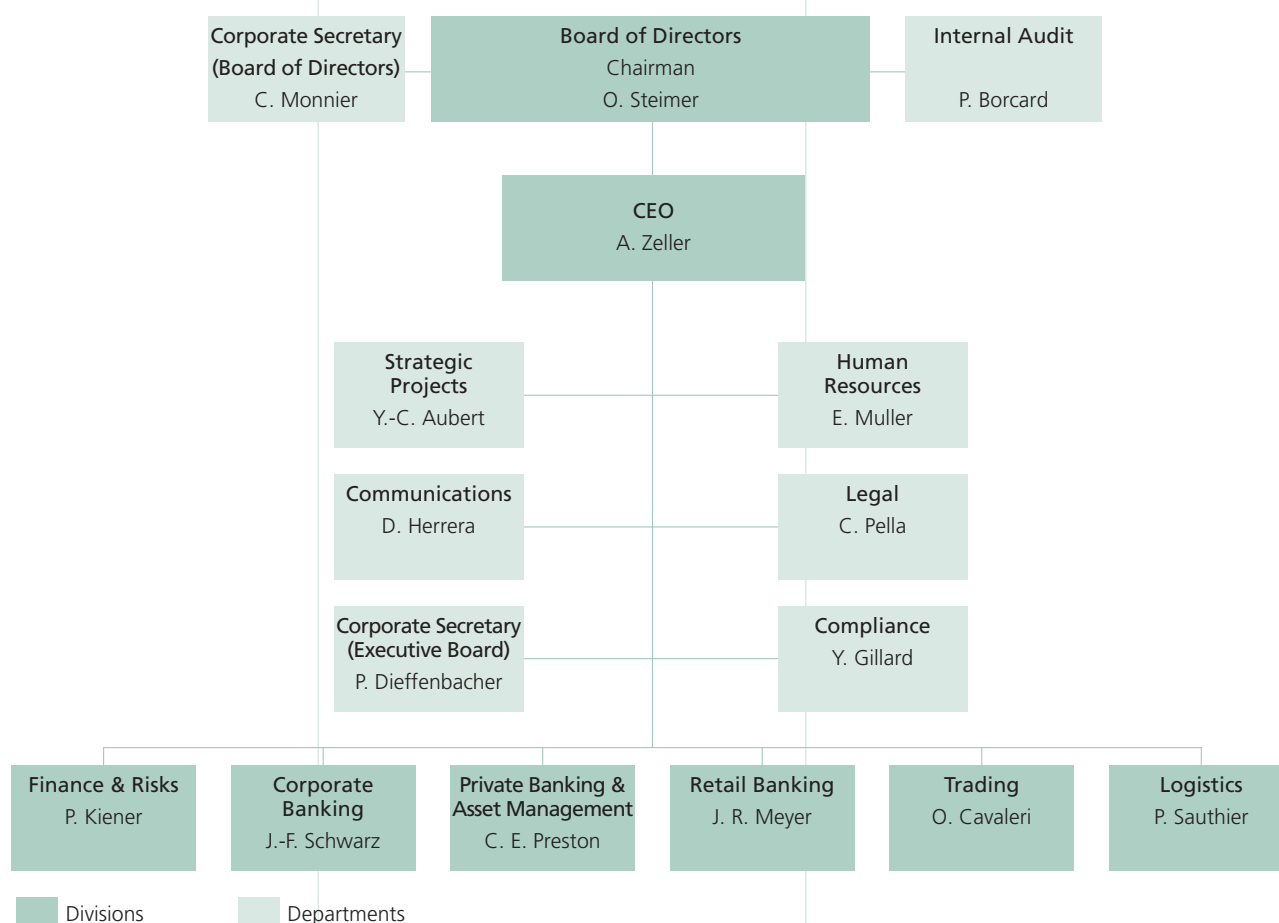 Corporate Secretary
(Board of Directors)
C. Monnier
Board of Directors
Chairman
O. Steimer
Internal Audit
P. Borcard
CEO
A. Zeller
Strategic
Projects
Y.-C. Aubert
Human
Resources
E. Muller
Communications
D. Herrera
Legal
C. Pella
Corporate Secretary
(Executive Board)
P. Dieffenbacher
Compliance
Y. Gillard
Finance & Risks
P. Kiener
Corporate
Banking
J.-F. Schwarz
Private Banking &
Asset Management
C. E. Preston
Retail Banking
J. R. Meyer
Trading
O. Cavaleri
Logistics
P. Sauthier
Divisions
Departments